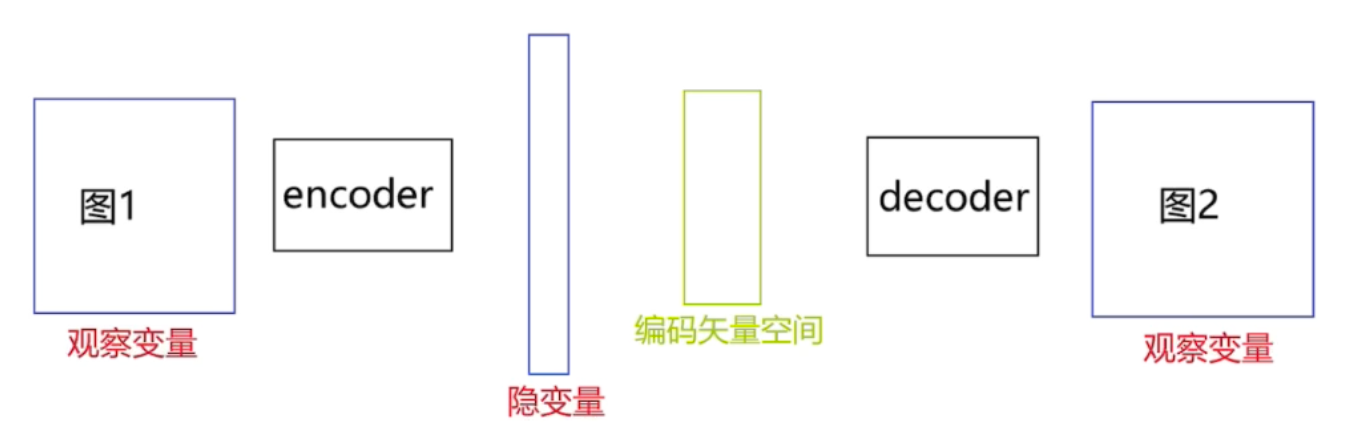 图1
观察变量
encoder
隐变量
编码矢量空间
decoder
图2
观察变量